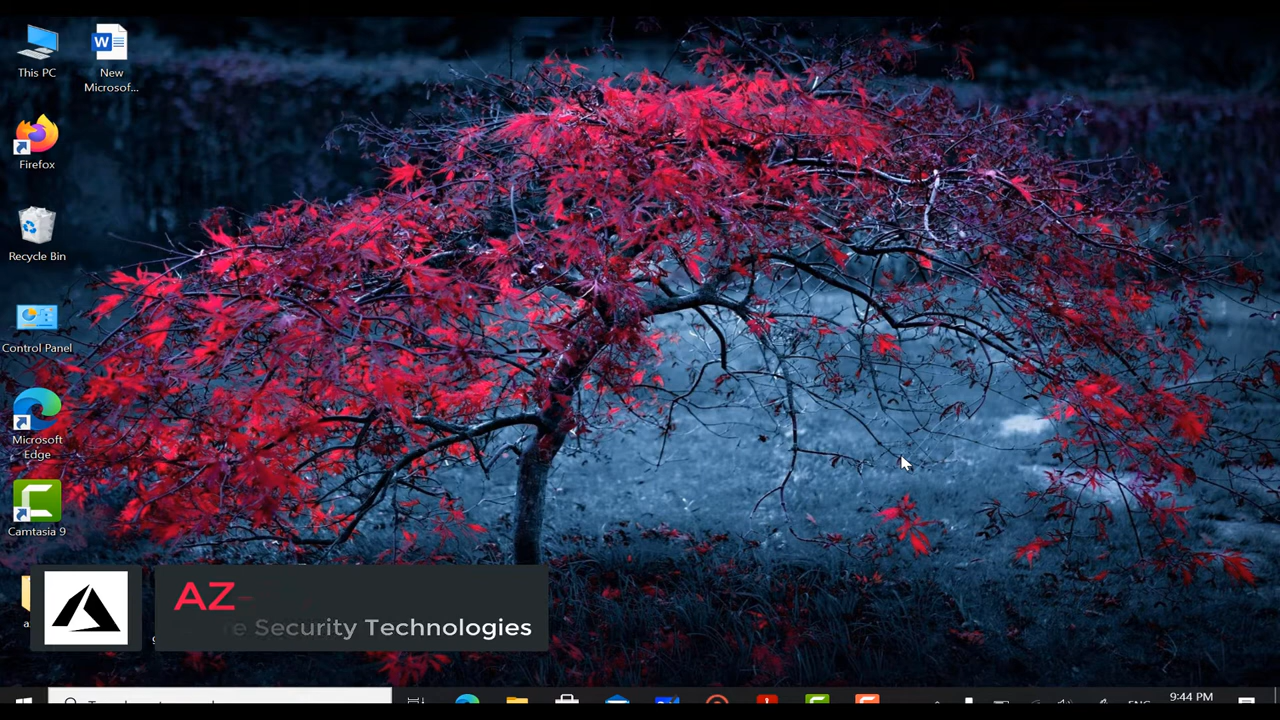 This PC
New
Microsof...
Firefox
Recycle Bin
Control Panel
Microsoft
Edge
Camtasia 9
AZ-
re Security Technologies
9:44 PM